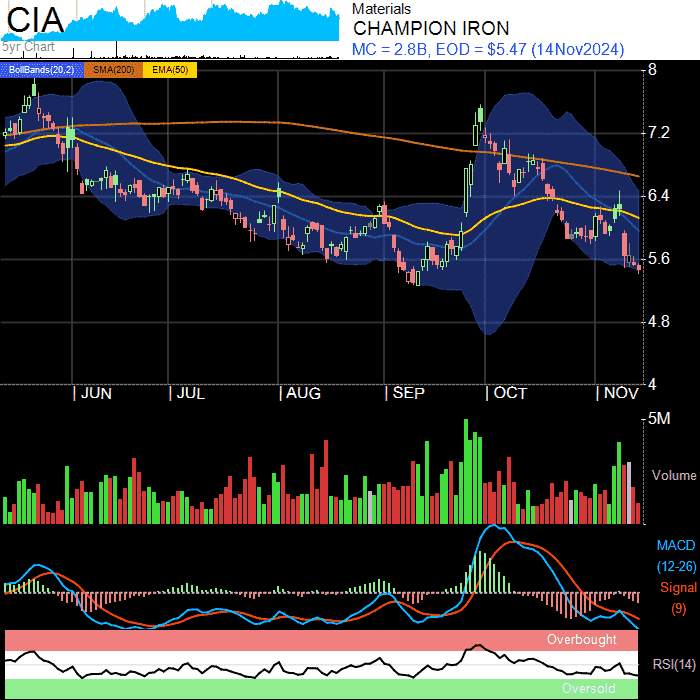 CIA
5yr Chart
Materials
CHAMPION IRON
MC = 2.8B, EOD = $5.47 (14Nov2024)
BollBands(20,2) SMA(200) EMA(50)
8
7.2
6.4
5.6
4.8
4
JUN JUL AUG SEP OCT NOV
5M
Volume
MACD
(12-26)
Signal
(9)
Overbought
RSI(14)
Oversold